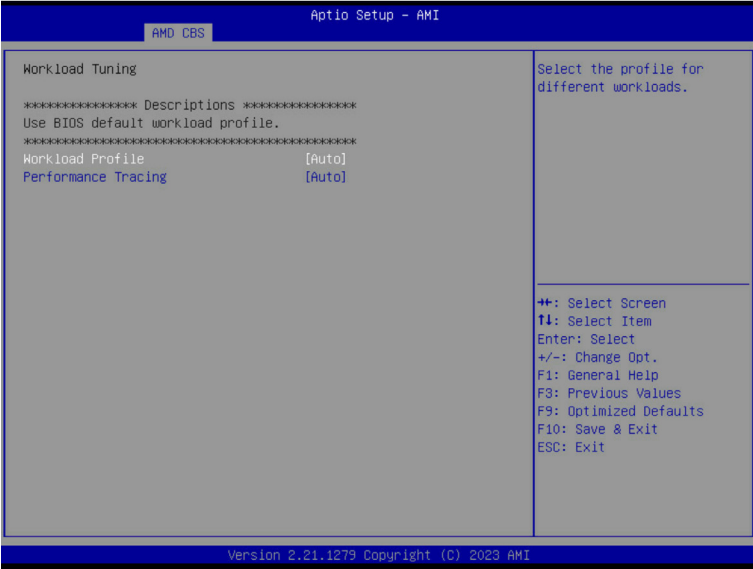 Aptio Setup – AMI
AMD CBS
Workload Tuning
**************** Descriptions ****************
Use BIOS default workload profile.
***********************************************
Workload Profile [Auto]
Performance Tracing [Auto]
Select the profile for
different workloads.
→←: Select Screen
↑↓: Select Item
Enter: Select
+/-: Change Opt.
F1: General Help
F3: Previous Values
F9: Optimized Defaults
F10: Save & Exit
ESC: Exit
Version 2.21.1279 Copyright (C) 2023 AMI